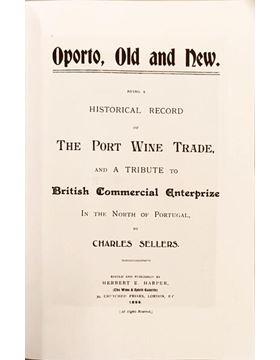 Oporto, Old and New.
BEING A
HISTORICAL RECORD
OF
THE PORT WINE TRADE,
AND A TRIBUTE TO
British Commercial Enterprize
IN THE NORTH OF PORTUGAL,
BY
CHARLES SELLERS.
EDITED AND PUBLISHED BY
HERBERT E. HARPER,
(The Wine & Spirit Gazette)
CRUTCHED FRIARS, LONDON, E.C.
1899.
[All Rights Reserved.]